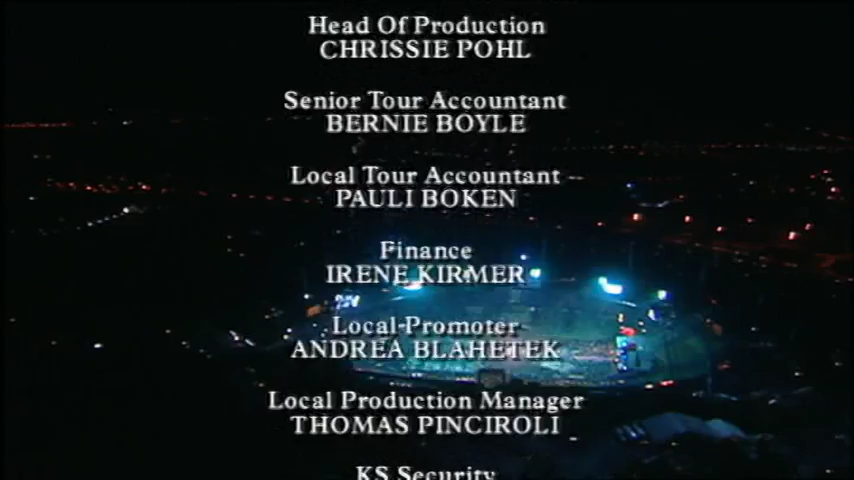 Head Of Production
CHRISSIE POHL
Senior Tour Accountant
BERNIE BOYLE
Local Tour Accountant
PAULI BOKEN
Finance
IRENE KIRMER
Local Promoter
ANDREA BLAHETEK
Local Production Manager
THOMAS PINCIROLI
KS Security